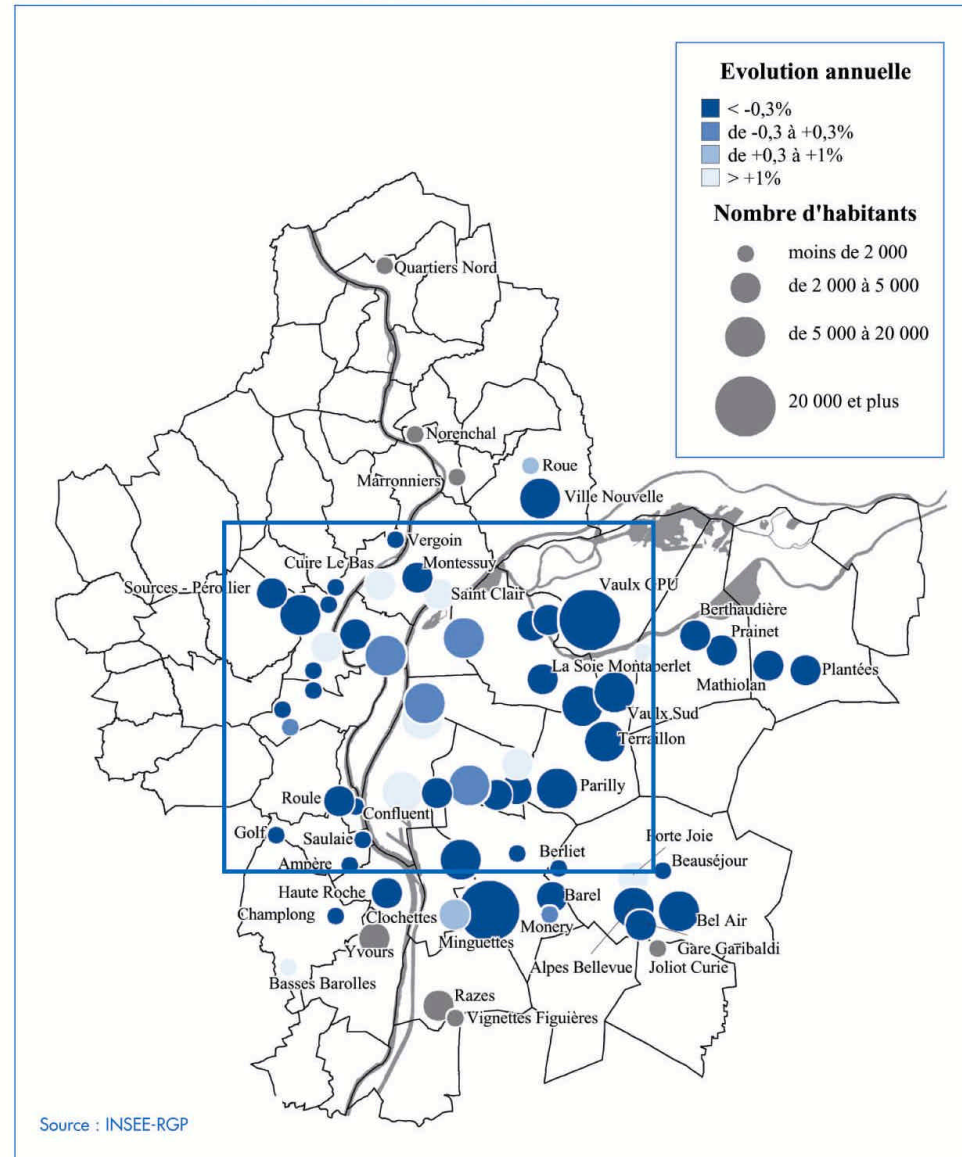 Evolution annuelle
< -0,3%
de -0,3 à +0,3%
de +0,3 à +1%
> +1%
Nombre d'habitants
moins de 2 000
de 2 000 à 5 000
de 5 000 à 20 000
20 000 et plus
Quartiers Nord
Norenchal
Marronniers
Roue
Ville Nouvelle
Vergoin
Cuire Le Bas
Montessuy
Sources - Pérollier
Saint Clair
Vaulx GPU
Berthaudière
Prainet
La Soie Montaberlet
Mathiolan
Plantées
Vaulx Sud
Terraillon
Parilly
Roule
Confluent
Golf
Saulaie
Porte Joie
Ampère
Berliet
Beauséjour
Haute Roche
Barel
Champlong
Clochettes
Monery
Bel Air
Minguettes
Yvours
Gare Garibaldi
Alpes Bellevue
Joliot Curie
Basses Barolles
Razes
Vignettes Figuières
Source : INSEE-RGP